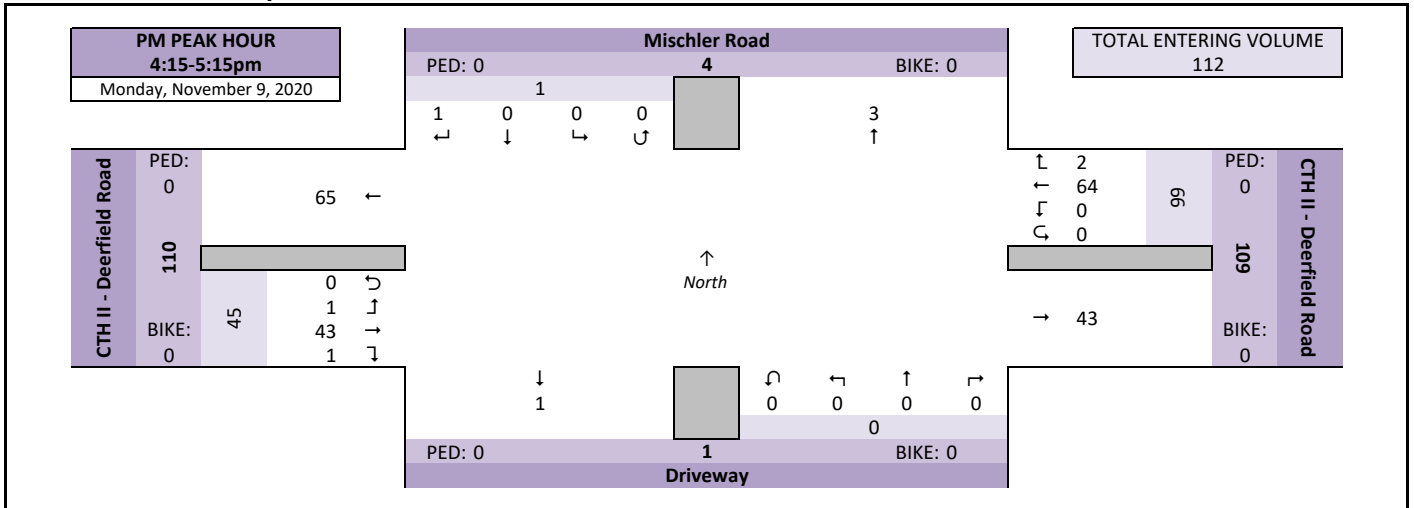 PM PEAK HOUR
4:15-5:15pm
Monday, November 9, 2020
Mischler Road
PED: 0 4 BIKE: 0
1
1 0 0 0 3
↵ ↓ ↳ ↺ ↑
TOTAL ENTERING VOLUME
112
CTH II - Deerfield Road
PED:
0
110
BIKE:
0
65 ←
45
0 ⮌
1 ↰
43 →
1 ↴
↑
North
↱ 2
← 64
↲ 0
⮎ 0
66
→ 43
PED:
0
109
BIKE:
0
CTH II - Deerfield Road
↓ ↶ ↰ ↑ ↱
1 0 0 0 0
0
PED: 0 1 BIKE: 0
Driveway